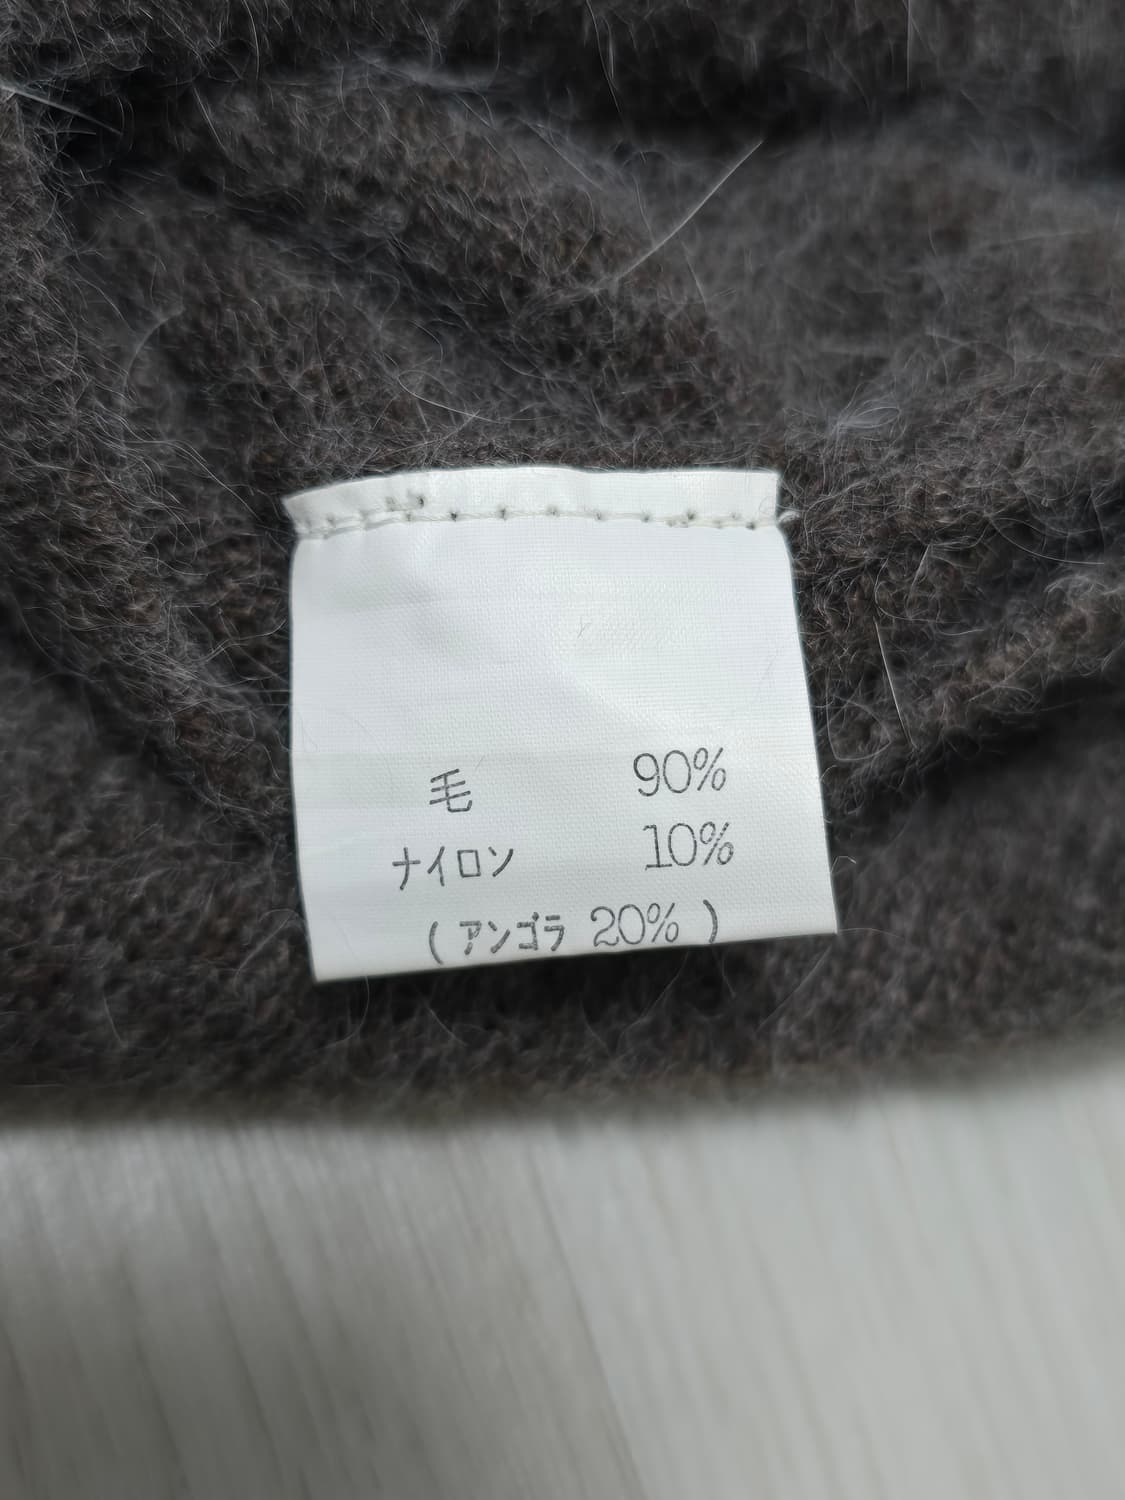 毛 90%
ナイロン 10%
( アンゴラ 20% )